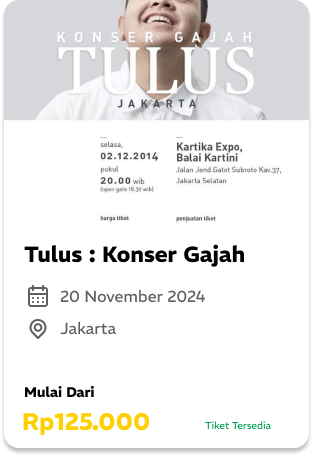 KONSER GAJAH
TULUS
JAKARTA
selasa,
02.12.2014
pukul
20.00 wib
(open gate 18.30 wib)
Kartika Expo,
Balai Kartini
Jalan Jend.Gatot Subroto Kav.37,
Jakarta Selatan
harga tiket
penjualan tiket
Tulus : Konser Gajah
20 November 2024
Jakarta
Mulai Dari
Rp125.000
Tiket Tersedia